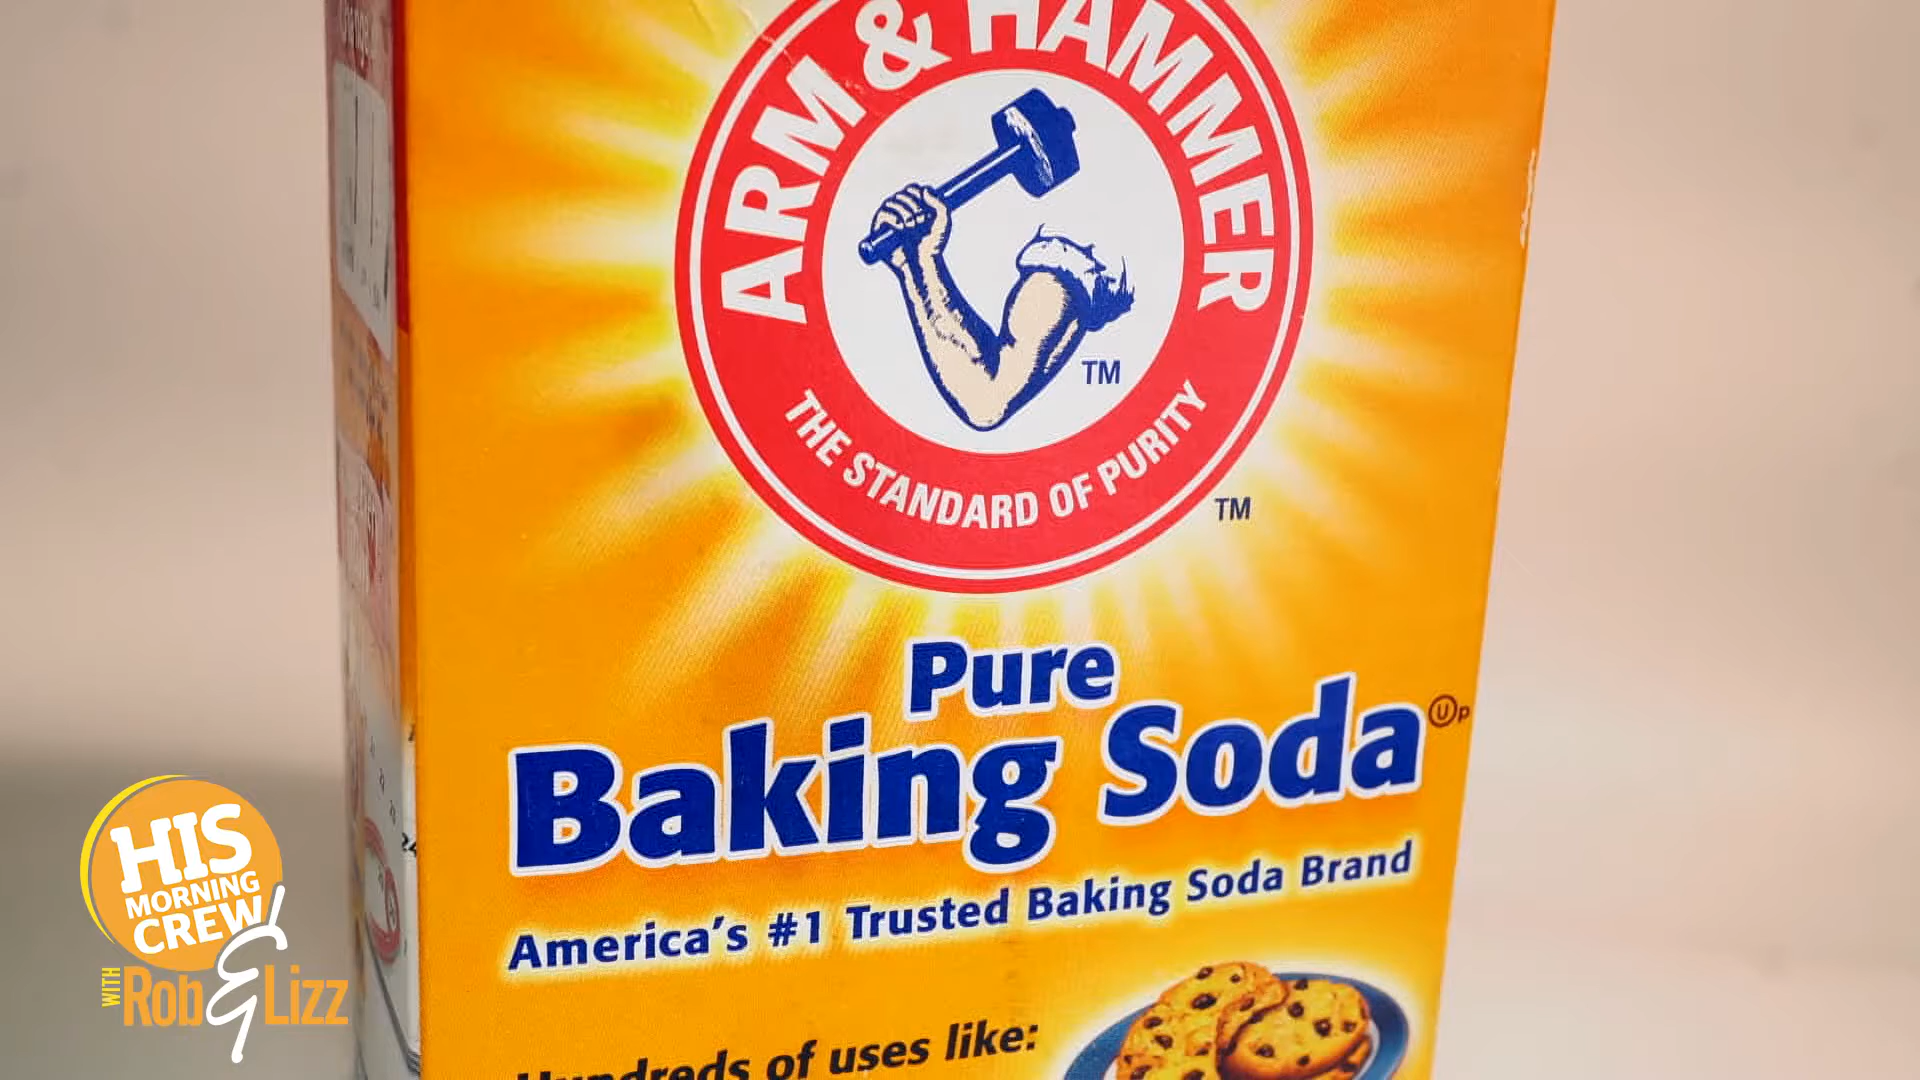 ARM & HAMMER
TM
THE STANDARD OF PURITY
TM
Pure
Baking Soda
Up
America's #1 Trusted Baking Soda Brand
Hundreds of uses like:
HIS
MORNING
CREW
WITH Rob & Lizz